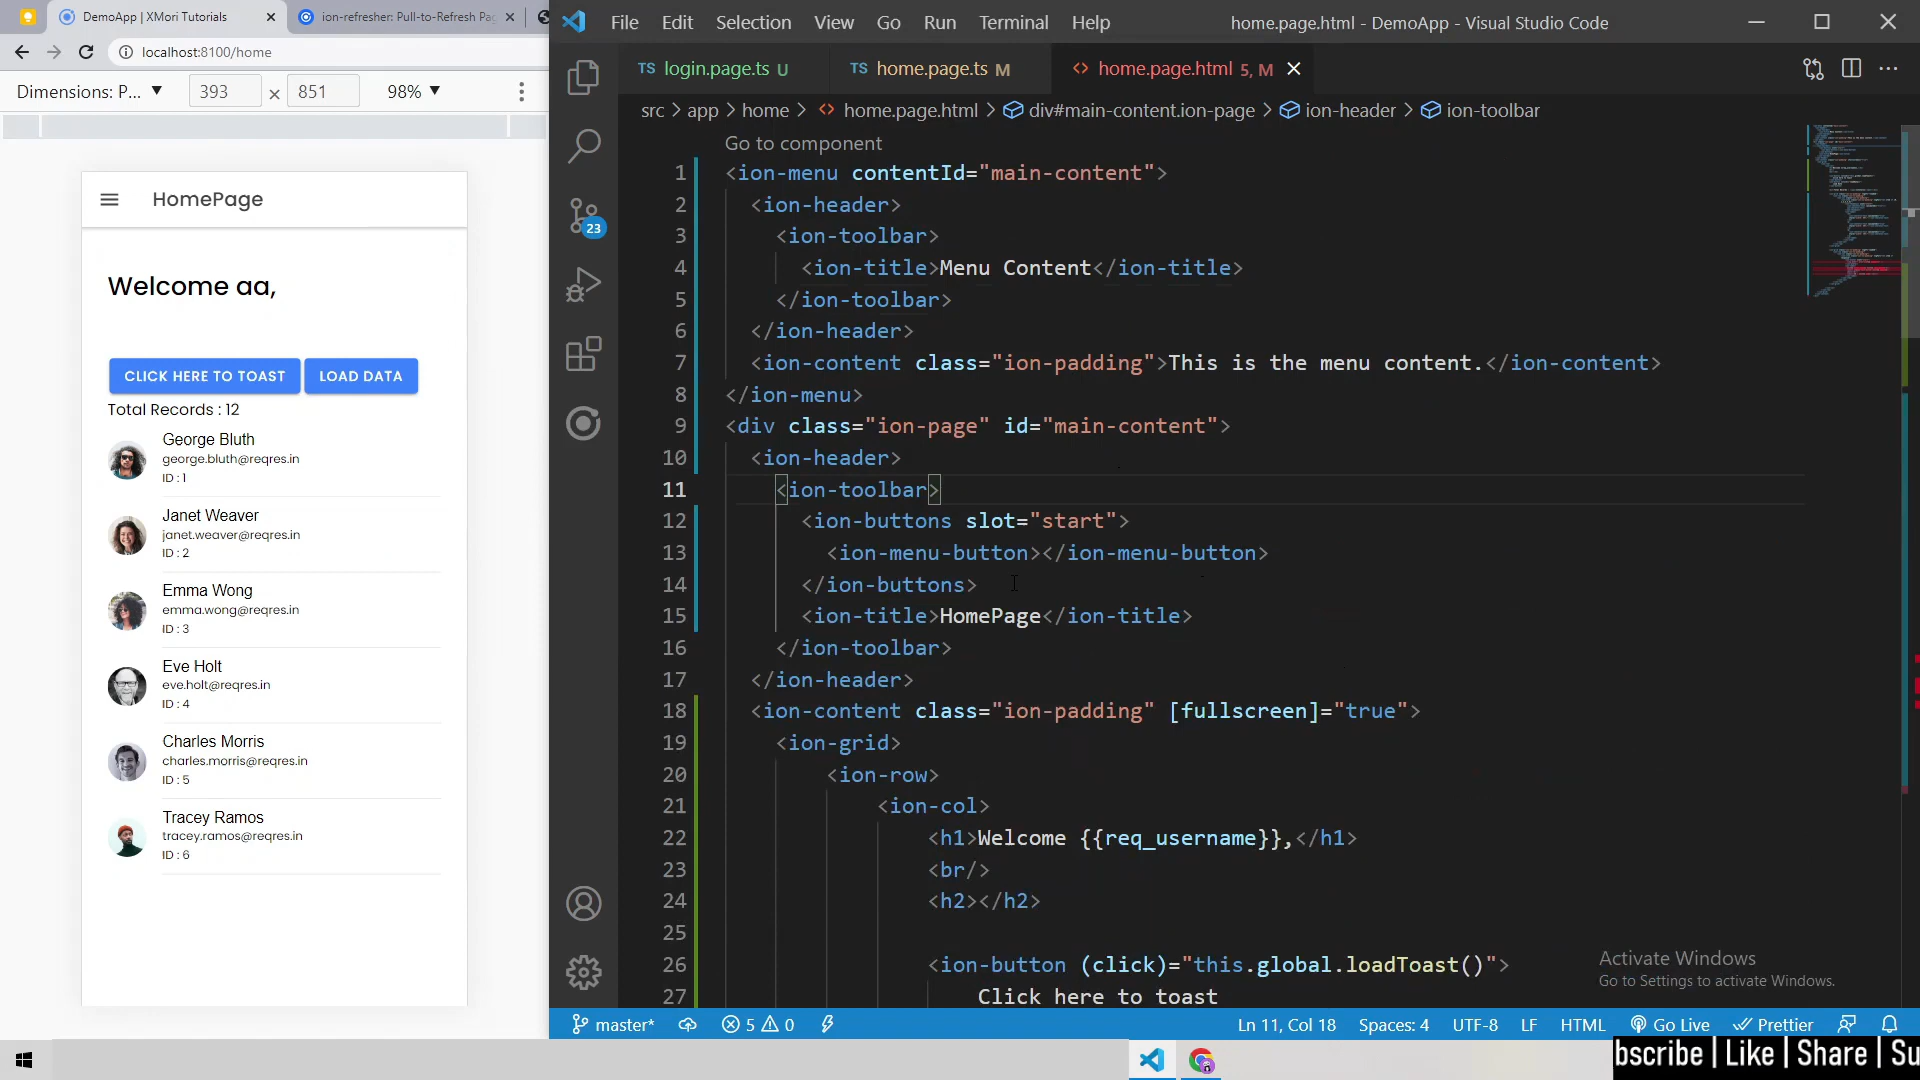 DemoApp | XMori Tutorials
ion-refresher: Pull-to-Refresh Pag
localhost:8100/home
Dimensions: P... ▼ 393 × 851 98% ▼
HomePage
Welcome aa,
CLICK HERE TO TOAST
LOAD DATA
Total Records : 12
George Bluth
george.bluth@reqres.in
ID : 1
Janet Weaver
janet.weaver@reqres.in
ID : 2
Emma Wong
emma.wong@reqres.in
ID : 3
Eve Holt
eve.holt@reqres.in
ID : 4
Charles Morris
charles.morris@reqres.in
ID : 5
Tracey Ramos
tracey.ramos@reqres.in
ID : 6
File Edit Selection View Go Run Terminal Help
home.page.html - DemoApp - Visual Studio Code
TS login.page.ts U
TS home.page.ts M
<> home.page.html 5, M
src > app > home > <> home.page.html > div#main-content.ion-page > ion-header > ion-toolbar
23
Go to component
1 <ion-menu contentId="main-content">
2 <ion-header>
3 <ion-toolbar>
4 <ion-title>Menu Content</ion-title>
5 </ion-toolbar>
6 </ion-header>
7 <ion-content class="ion-padding">This is the menu content.</ion-content>
8 </ion-menu>
9 <div class="ion-page" id="main-content">
10 <ion-header>
11 <ion-toolbar>
12 <ion-buttons slot="start">
13 <ion-menu-button></ion-menu-button>
14 </ion-buttons>
15 <ion-title>HomePage</ion-title>
16 </ion-toolbar>
17 </ion-header>
18 <ion-content class="ion-padding" [fullscreen]="true">
19 <ion-grid>
20 <ion-row>
21 <ion-col>
22 <h1>Welcome {{req_username}},</h1>
23 <br/>
24 <h2></h2>
25
26 <ion-button (click)="this.global.loadToast()">
27 Click here to toast
Activate Windows
Go to Settings to activate Windows.
master* 5 0 Ln 11, Col 18 Spaces: 4 UTF-8 LF HTML Go Live Prettier
bscribe | Like | Share | Su